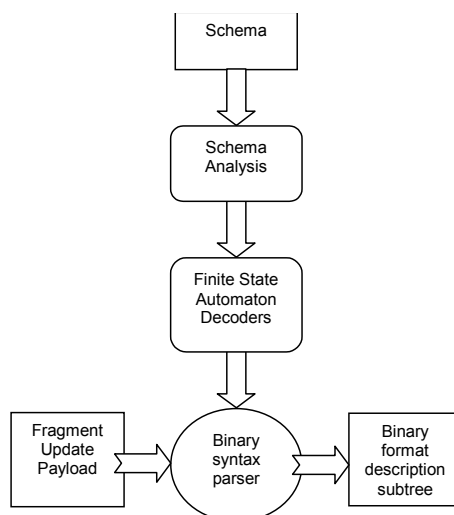 Schema
Schema
Analysis
Finite State
Automaton
Decoders
Fragment
Update
Payload
Binary
syntax
parser
Binary
format
description
subtree